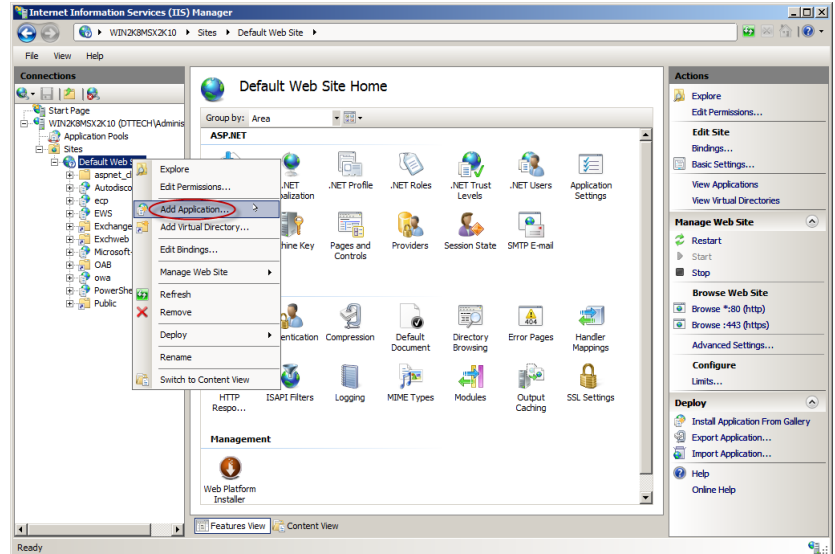 Internet Information Services (IIS) Manager
WIN2K8MSX2K10 ▸ Sites ▸ Default Web Site ▸
File View Help
Connections
Start Page
WIN2K8MSX2K10 (DTTECH\Adminis
Application Pools
Sites
Default Web S
aspnet_cl
Autodisco
ecp
EWS
Exchange
Exchweb
Microsoft-
OAB
owa
PowerShe
Public
Explore
Edit Permissions...
Add Application...
Add Virtual Directory...
Edit Bindings...
Manage Web Site
Refresh
Remove
Deploy
Rename
Switch to Content View
Default Web Site Home
Group by: Area
ASP.NET
.NET
alization
.NET Profile
.NET Roles
.NET Trust
Levels
.NET Users
Application
Settings
hine Key
Pages and
Controls
Providers
Session State
SMTP E-mail
entication
Compression
Default
Document
Directory
Browsing
404
Error Pages
Handler
Mappings
HTTP
Respo...
ISAPI Filters
Logging
MIME Types
Modules
Output
Caching
SSL Settings
Management
Web Platform
Installer
Features View
Content View
Actions
Explore
Edit Permissions...
Edit Site
Bindings...
Basic Settings...
View Applications
View Virtual Directories
Manage Web Site
Restart
Start
Stop
Browse Web Site
Browse *:80 (http)
Browse :443 (https)
Advanced Settings...
Configure
Limits...
Deploy
Install Application From Gallery
Export Application...
Import Application...
Help
Online Help
Ready